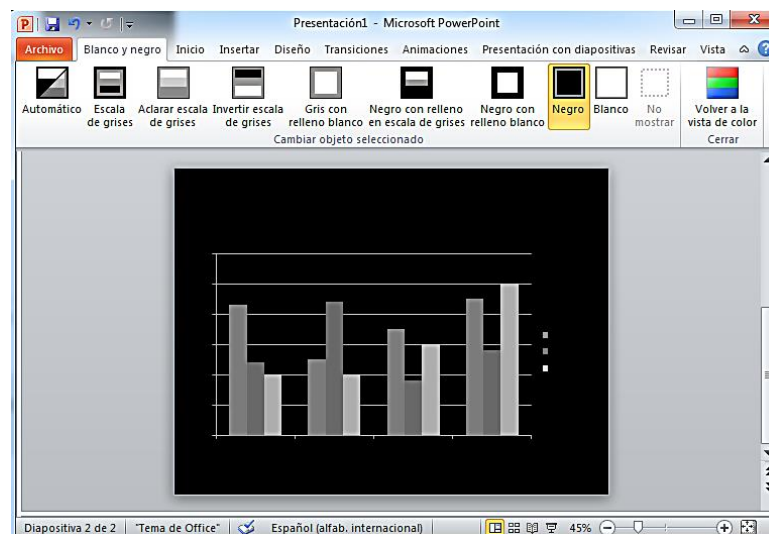 Presentación1 - Microsoft PowerPoint
Archivo Blanco y negro Inicio Insertar Diseño Transiciones Animaciones Presentación con diapositivas Revisar Vista
Automático Escala de grises Aclarar escala de grises Invertir escala de grises Gris con relleno blanco Negro con relleno en escala de grises Negro con relleno blanco Negro Blanco No mostrar Volver a la vista de color
Cambiar objeto seleccionado Cerrar
Diapositiva 2 de 2 "Tema de Office" Español (alfab. internacional) 45%